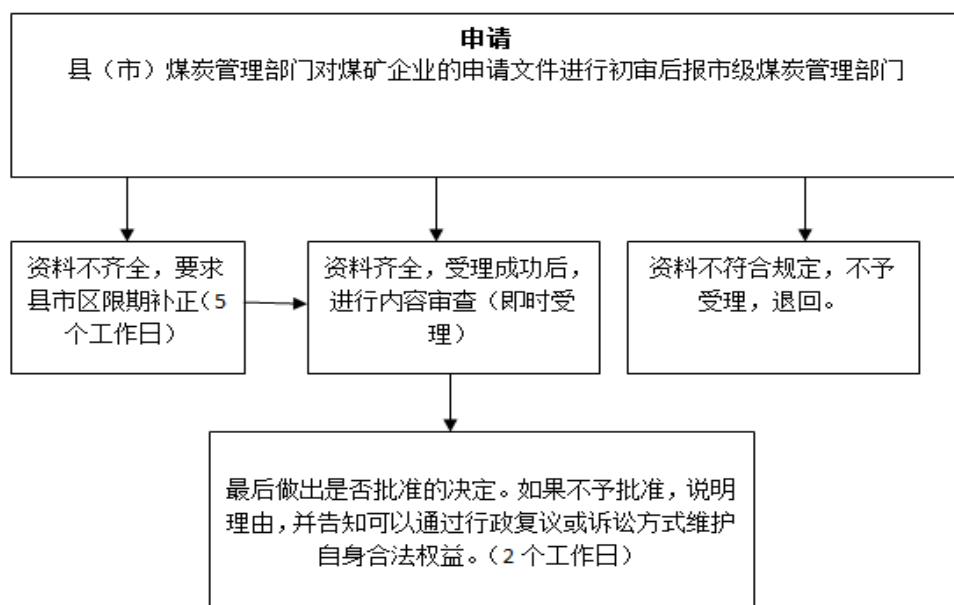 申请
县（市）煤炭管理部门对煤矿企业的申请文件进行初审后报市级煤炭管理部门
资料不齐全，要求
县市区限期补正（5
个工作日）
资料齐全，受理成功后，
进行内容审查（即时受
理）
资料不符合规定，不予
受理，退回。
最后做出是否批准的决定。如果不予批准，说明
理由，并告知可以通过行政复议或诉讼方式维护
自身合法权益。（2 个工作日）